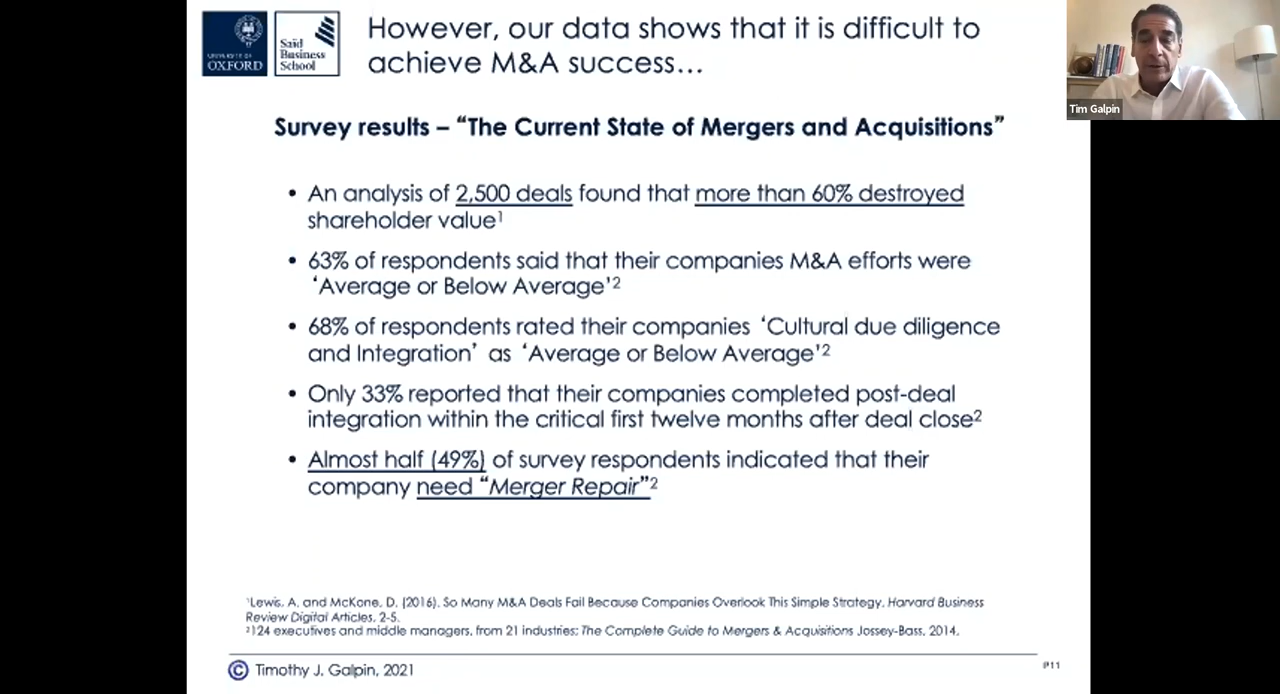 UNIVERSITY OF
OXFORD
Saïd
Business
School
However, our data shows that it is difficult to
achieve M&A success…
Tim Galpin
Survey results – “The Current State of Mergers and Acquisitions”
• An analysis of 2,500 deals found that more than 60% destroyed
shareholder value¹
• 63% of respondents said that their companies M&A efforts were
‘Average or Below Average’²
• 68% of respondents rated their companies ‘Cultural due diligence
and Integration’ as ‘Average or Below Average’²
• Only 33% reported that their companies completed post-deal
integration within the critical first twelve months after deal close²
• Almost half (49%) of survey respondents indicated that their
company need “Merger Repair”²
¹Lewis, A. and McKone, D. (2016). So Many M&A Deals Fail Because Companies Overlook This Simple Strategy. Harvard Business
Review Digital Articles, 2-5.
²124 executives and middle managers, from 21 industries; The Complete Guide to Mergers & Acquisitions Jossey-Bass, 2014.
© Timothy J. Galpin, 2021
P11